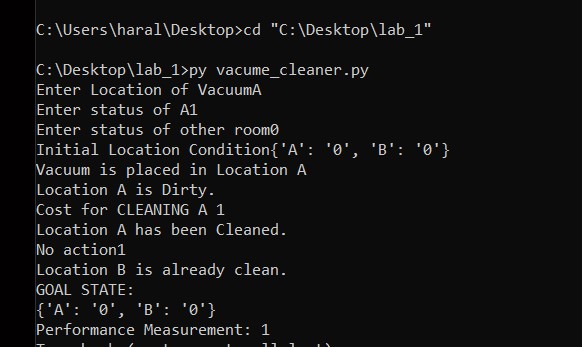 C:\Users\haral\Desktop>cd "C:\Desktop\lab_1"
C:\Desktop\lab_1>py vacume_cleaner.py
Enter Location of VacuumA
Enter status of A1
Enter status of other room0
Initial Location Condition{'A': '0', 'B': '0'}
Vacuum is placed in Location A
Location A is Dirty.
Cost for CLEANING A 1
Location A has been Cleaned.
No action1
Location B is already clean.
GOAL STATE:
{'A': '0', 'B': '0'}
Performance Measurement: 1